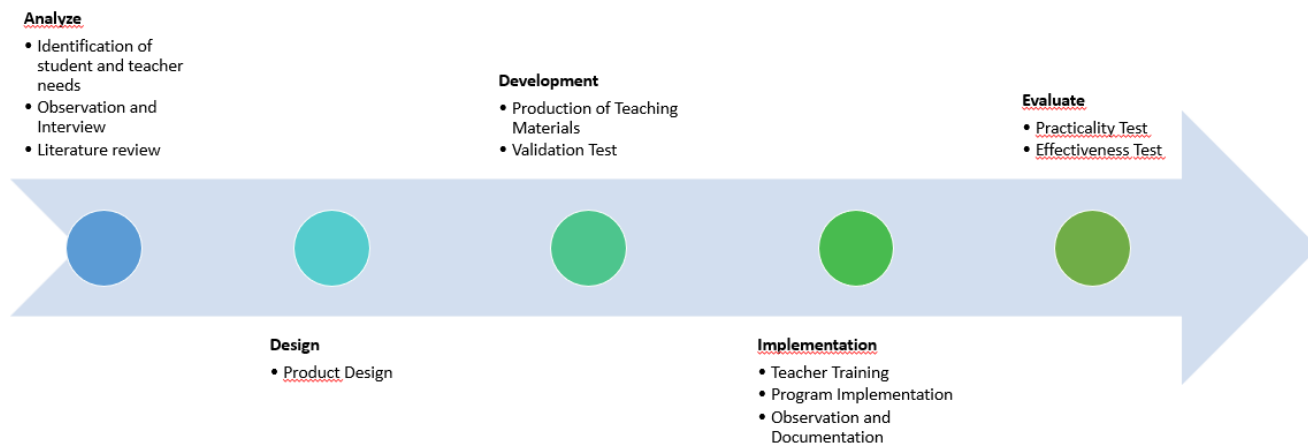 Analyze
• Identification of
student and teacher
needs
• Observation and
Interview
• Literature review
Design
• Product Design
Development
• Production of Teaching
Materials
• Validation Test
Implementation
• Teacher Training
• Program Implementation
• Observation and
Documentation
Evaluate
• Practicality Test
• Effectiveness Test